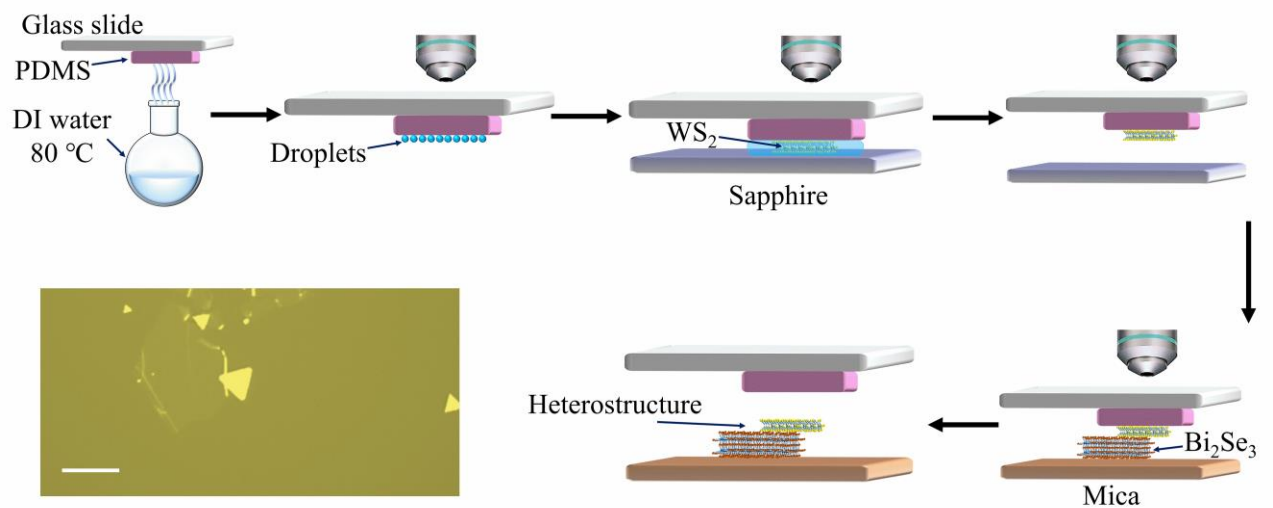 Glass slide
PDMS
DI water
80 ℃
Droplets
WS₂
Sapphire
Heterostructure
Bi₂Se₃
Mica